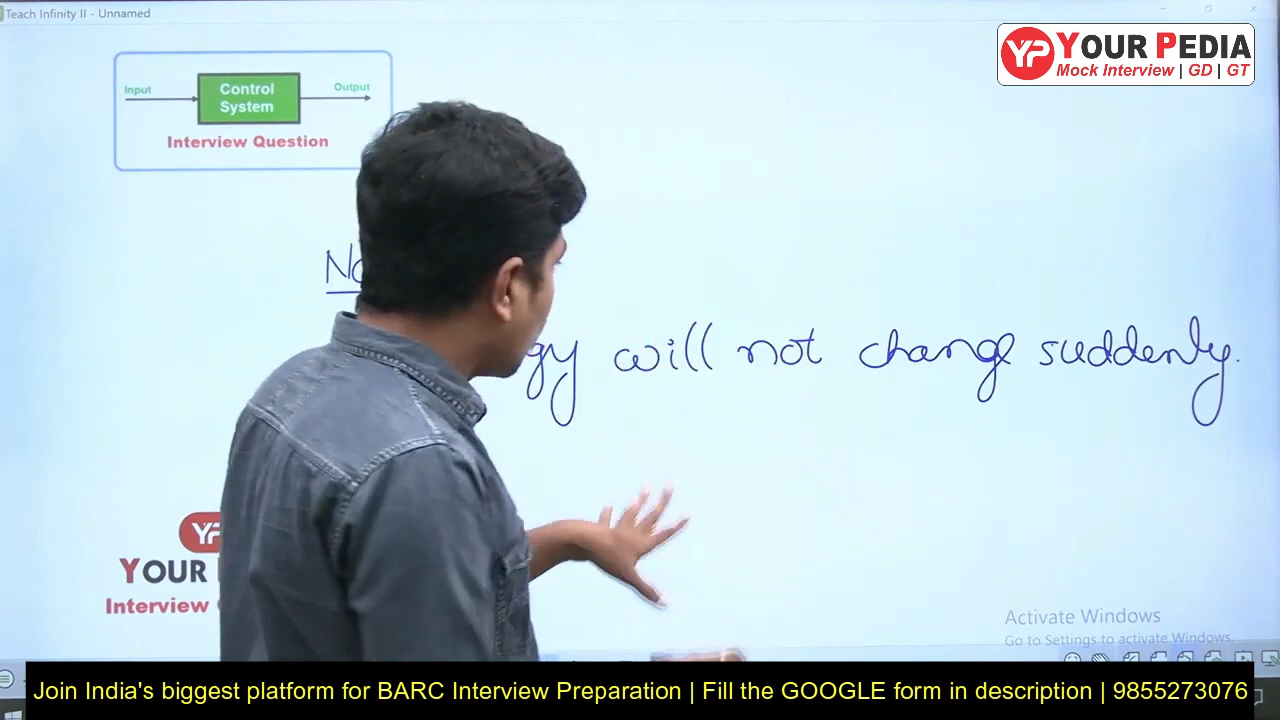 Teach Infinity II - Unnamed
YP YOUR PEDIA
Mock Interview | GD | GT
Input
Control
System
Output
Interview Question
will not change suddenly.
YP
YOUR
Interview
Activate Windows
Go to Settings to activate Windows.
Join India's biggest platform for BARC Interview Preparation | Fill the GOOGLE form in description | 9855273076